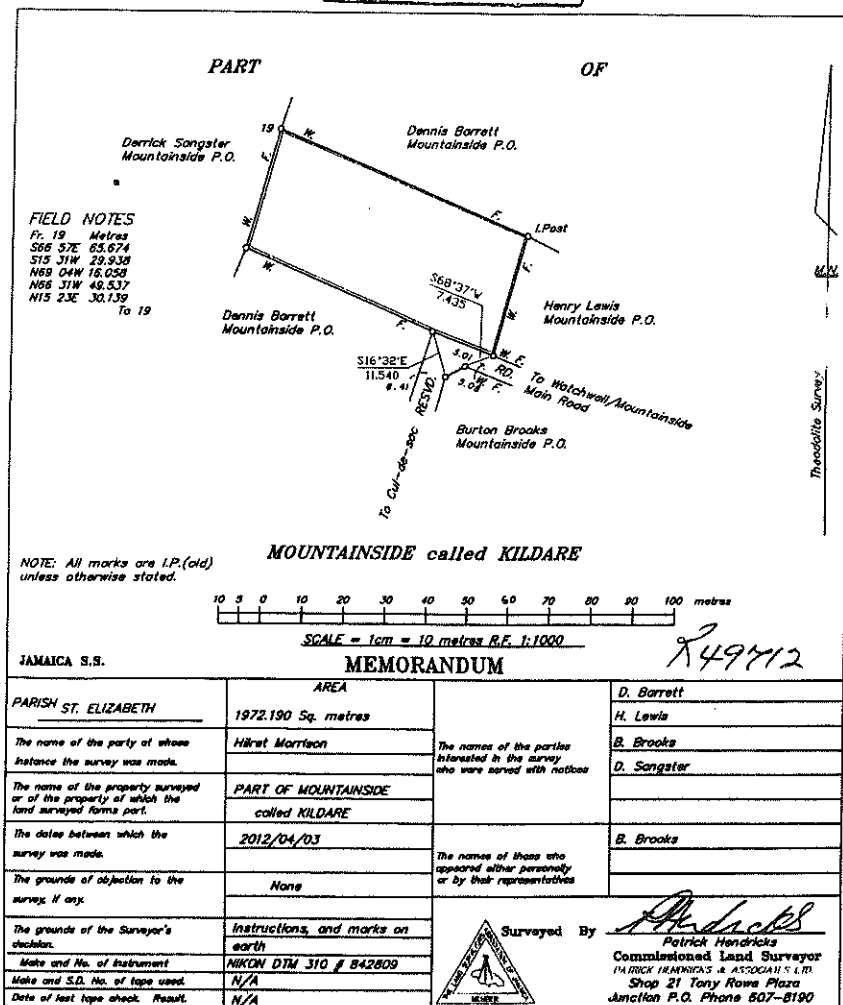 PART OF
19 W.
Derrick Sangster
Mountainside P.O.
Dennis Barrett
Mountainside P.O.
F. W.
F.
I.Post
FIELD NOTES
Fr. 19 Metres
S66 57E 65.674
S15 31W 29.938
N69 04W 16.058
N66 31W 49.537
N15 23E 30.139
To 19
M.N.
F. W.
W. F.
S68°37'W
7.435
Henry Lewis
Mountainside P.O.
Dennis Barrett
Mountainside P.O.
S16°32'E
11.540
W. F.
RD.
To Watchwell/Mountainside
Main Road
RESVD.
To Cul-de-sac
Burton Brooks
Mountainside P.O.
Theodolite Survey
MOUNTAINSIDE called KILDARE
NOTE: All marks are I.P.(old)
unless otherwise stated.
10 5 0 10 20 30 40 50 60 70 80 90 100 metres
SCALE = 1cm = 10 metres R.F. 1:1000
JAMAICA S.S.
MEMORANDUM
R49712
PARISH ST. ELIZABETH
AREA
1972.190 Sq. metres
The name of the party at whose
instance the survey was made.
Hilret Morrison
The name of the property surveyed
or of the property of which the
land surveyed forms part.
PART OF MOUNTAINSIDE
called KILDARE
The dates between which the
survey was made.
2012/04/03
The grounds of objection to the
survey, if any.
None
The grounds of the Surveyor's
decision.
instructions, and marks on
earth
Make and No. of Instrument
NIKON DTM 310 # 842809
Make and S.D. No. of tape used.
N/A
Date of last tape check. Result.
N/A
The names of the parties
interested in the survey
who were served with notices
D. Barrett
H. Lewis
B. Brooks
D. Sangster
The names of those who
appeared either personally
or by their representatives
B. Brooks
THE LAND SURVEYORS ASSOCIATION OF JAMAICA
MEMBER
Surveyed By
PHendricks
Patrick Hendricks
Commissioned Land Surveyor
PATRICK HENDRICKS & ASSOCIATES LTD.
Shop 21 Tony Rowe Plaza
Junction P.O. Phone 607-8190